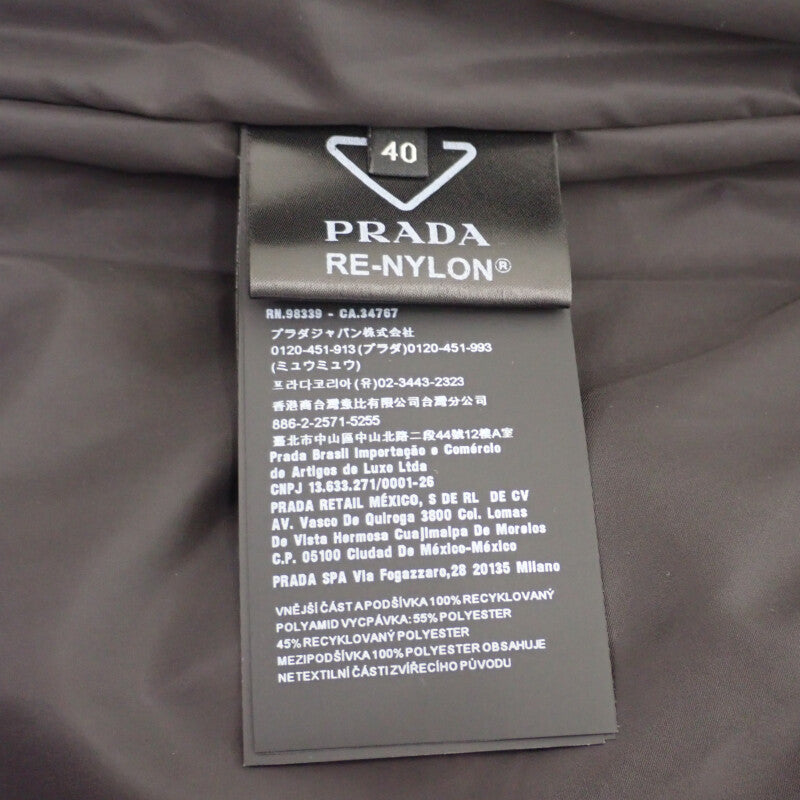 40
PRADA
RE-NYLON®
RN.98339 - CA.34767
プラダジャパン株式会社
0120-451-913(プラダ)0120-451-993
(ミュウミュウ)
프라다코리아(유)02-3443-2323
香港商台灣惠比有限公司台灣分公司
886-2-2571-5255
臺北市中山區中山北路二段44號12樓A室
Prada Brasil Importação e Comércio
de Artigos de Luxo Ltda
CNPJ 13.633.271/0001-26
PRADA RETAIL MÉXICO, S DE RL DE CV
AV. Vasco De Quiroga 3800 Col. Lomas
De Vista Hermosa Cuajimalpa De Morelos
C.P. 05100 Ciudad De México-México
PRADA SPA Via Fogazzaro,28 20135 Milano
VNĚJŠÍ ČÁST A PODŠÍVKA 100% RECYKLOVANÝ
POLYAMID VYCPÁVKA: 55% POLYESTER
45% RECYKLOVANÝ POLYESTER
MEZIPODŠÍVKA 100% POLYESTER OBSAHUJE
NETEXTILNÍ ČÁSTI ZVÍŘECÍHO PŮVODU